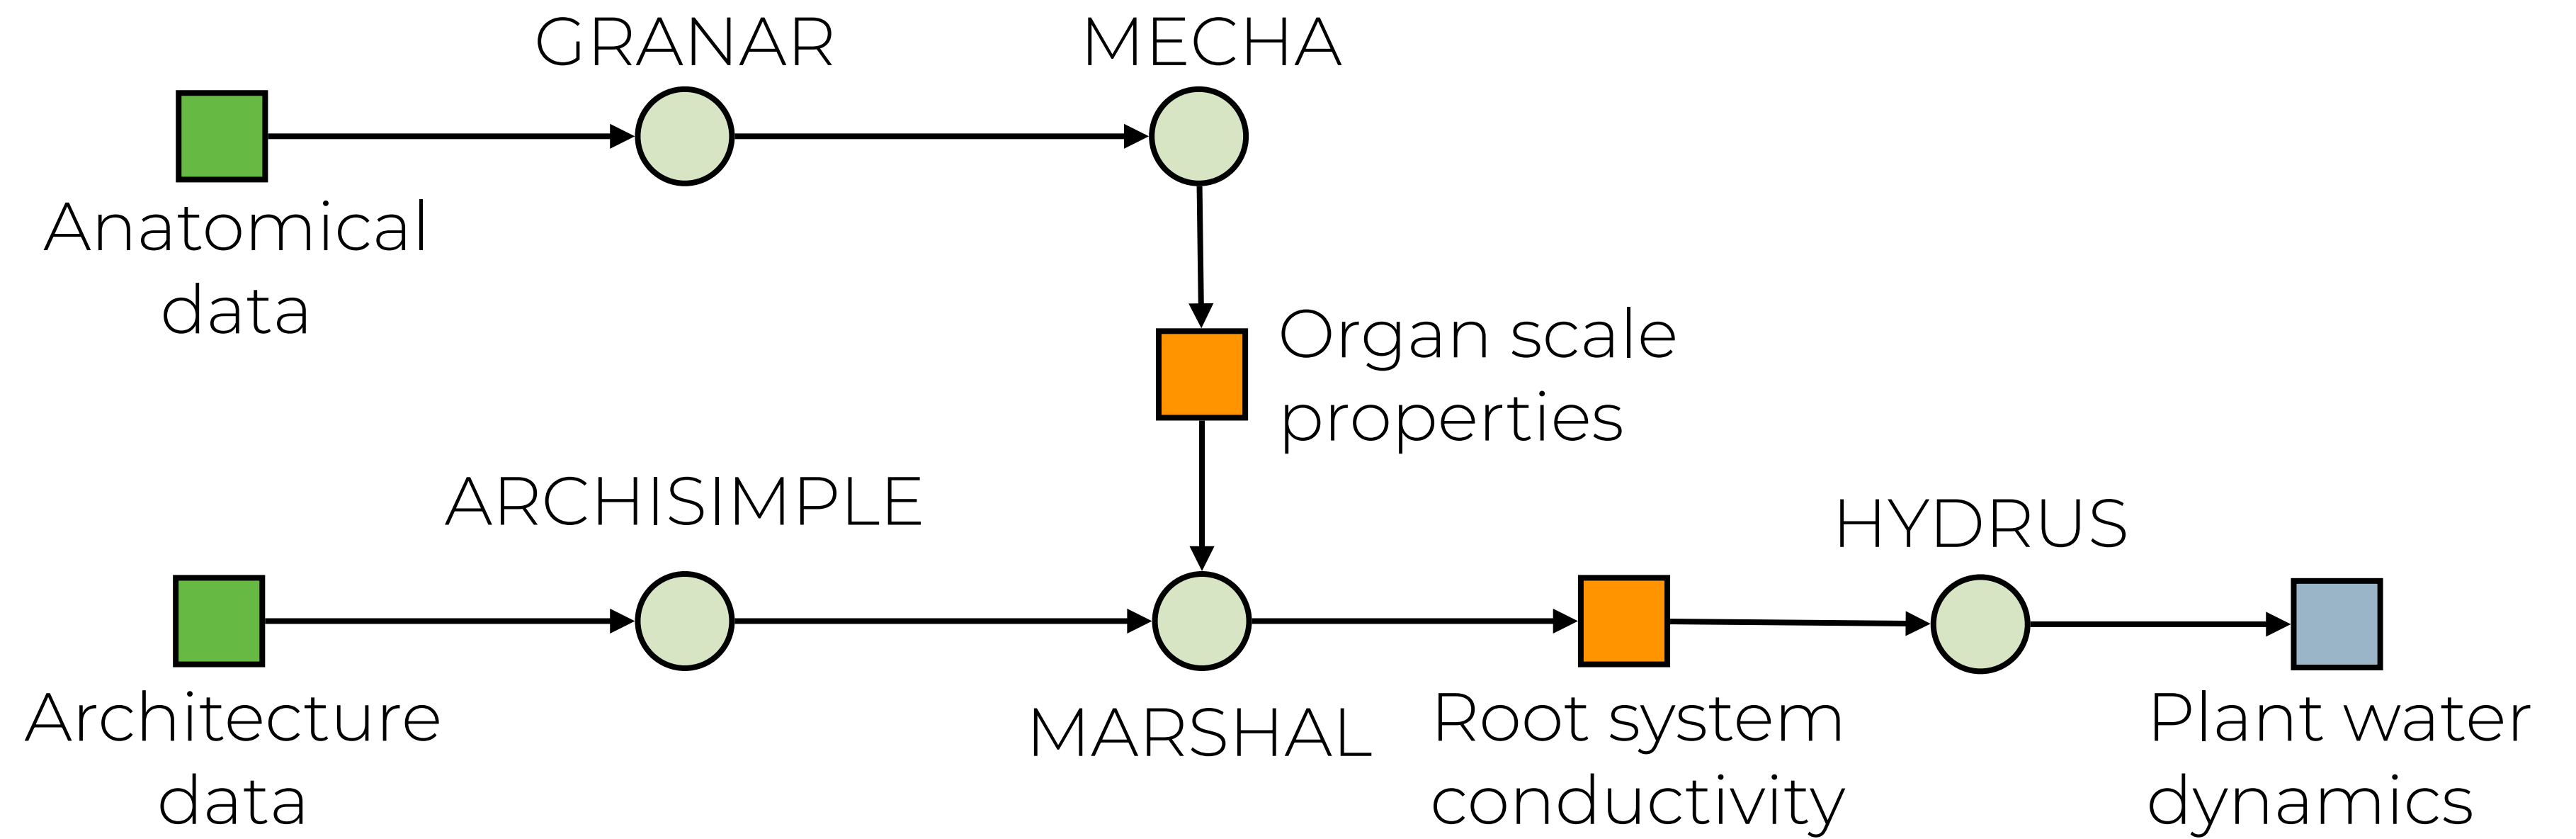 GRANAR
MECHA
Anatomical
data
Organ scale
properties
ARCHISIMPLE
HYDRUS
Architecture
data
MARSHAL
Root system
conductivity
Plant water
dynamics